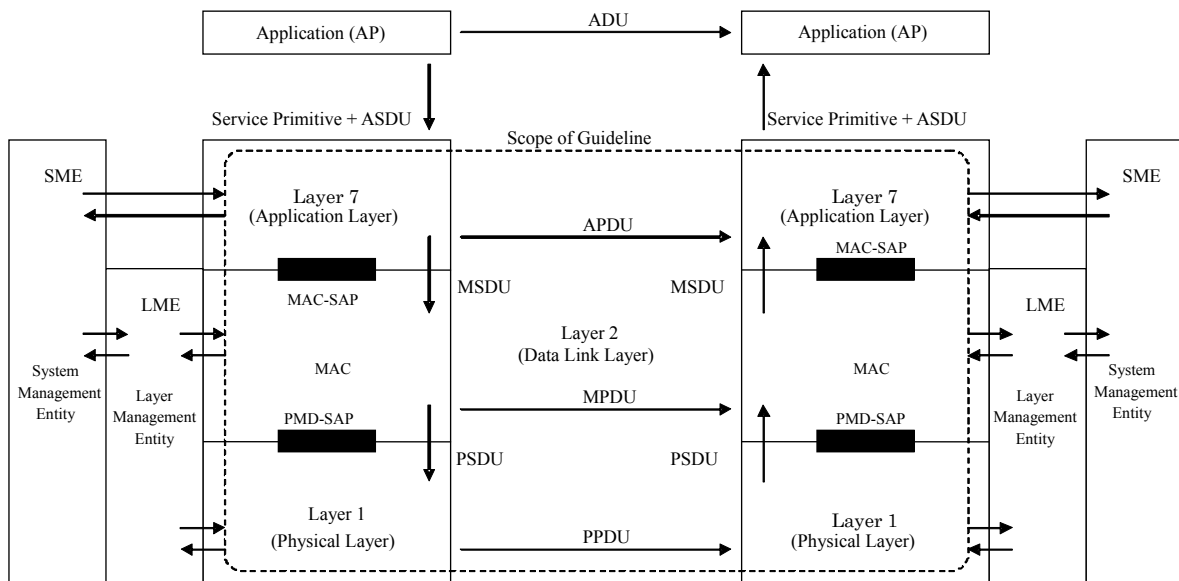 Application (AP)
ADU
Application (AP)
Service Primitive + ASDU
Service Primitive + ASDU
Scope of Guideline
SME
Layer 7
(Application Layer)
APDU
Layer 7
(Application Layer)
SME
MAC-SAP
MAC-SAP
LME
MSDU
MSDU
LME
Layer 2
(Data Link Layer)
MAC
MAC
System
Management
Entity
Layer
Management
Entity
PMD-SAP
MPDU
PMD-SAP
Layer
Management
Entity
System
Management
Entity
PSDU
PSDU
Layer 1
(Physical Layer)
PPDU
Layer 1
(Physical Layer)